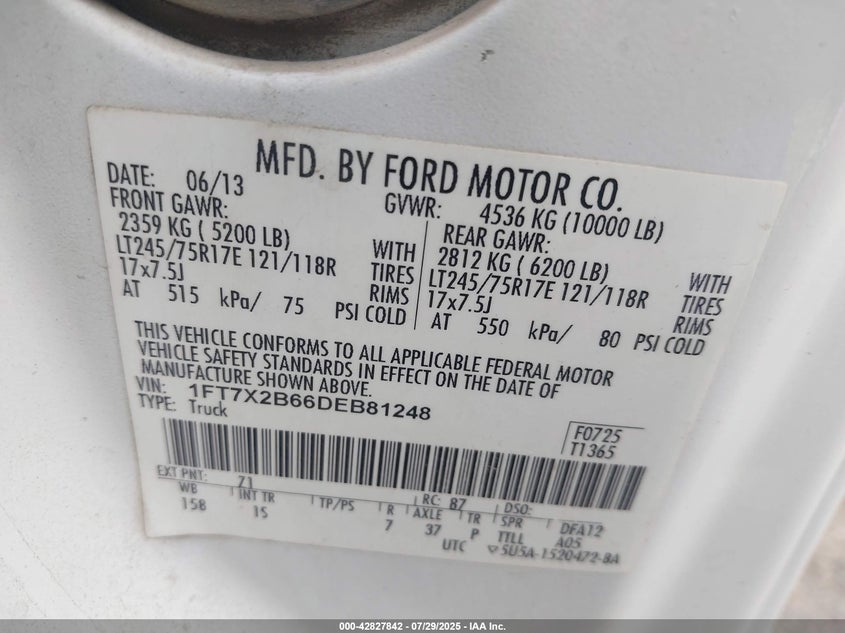 MFD. BY FORD MOTOR CO.
DATE: 06/13
GVWR: 4536 KG (10000 LB)
FRONT GAWR:
2359 KG ( 5200 LB)
LT245/75R17E 121/118R
17x7.5J
AT 515 kPa/ 75 PSI COLD
WITH
TIRES
RIMS
REAR GAWR:
2812 KG ( 6200 LB)
LT245/75R17E 121/118R
17x7.5J
AT 550 kPa/ 80 PSI COLD
WITH
TIRES
RIMS
THIS VEHICLE CONFORMS TO ALL APPLICABLE FEDERAL MOTOR
VEHICLE SAFETY STANDARDS IN EFFECT ON THE DATE OF
MANUFACTURE SHOWN ABOVE.
VIN: 1FT7X2B66DEB81248
TYPE: Truck
F0725
T1365
EXT PNT: Z1 RC: 87 DSO:
WB INT TR TP/PS R AXLE TR SPR DFA12
158 15 7 37 P TTLL A05
UTC 5U5A-1520472-BA
000-42827842 / 07/29/2025 - IAA Inc.